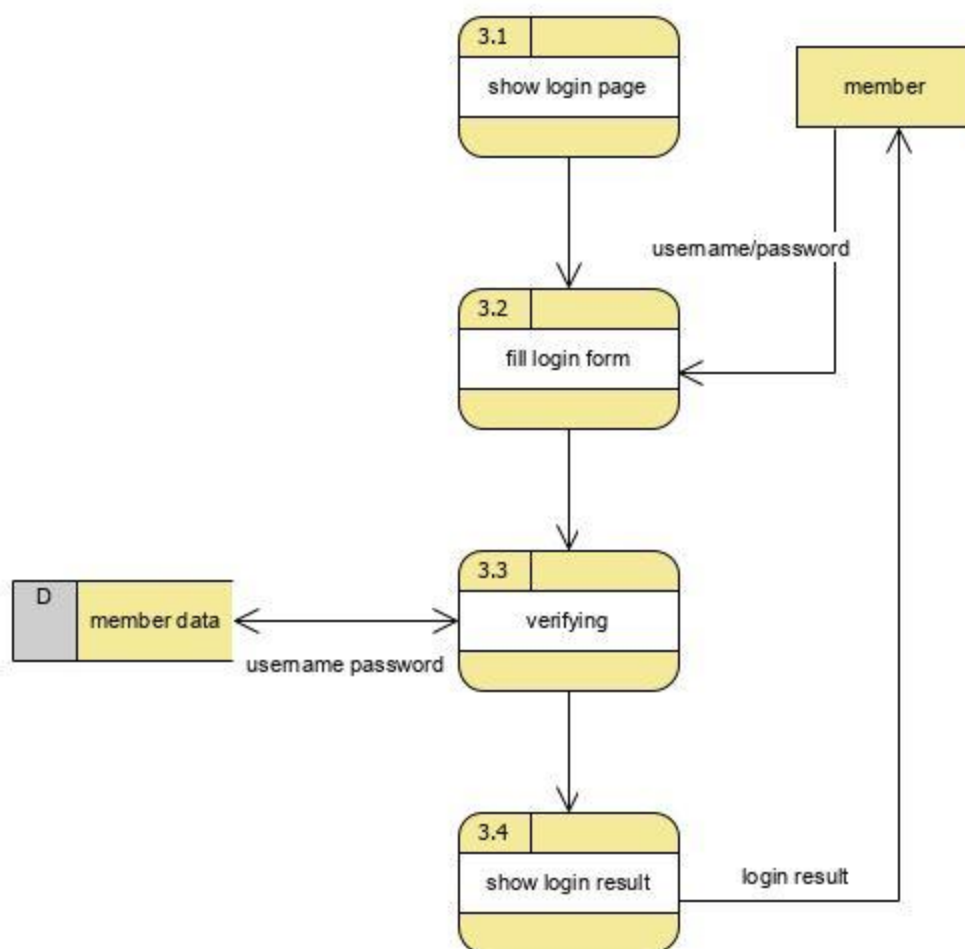 3.1
show login page
member
username/password
3.2
fill login form
3.3
verifying
D
member data
username password
3.4
show login result
login result